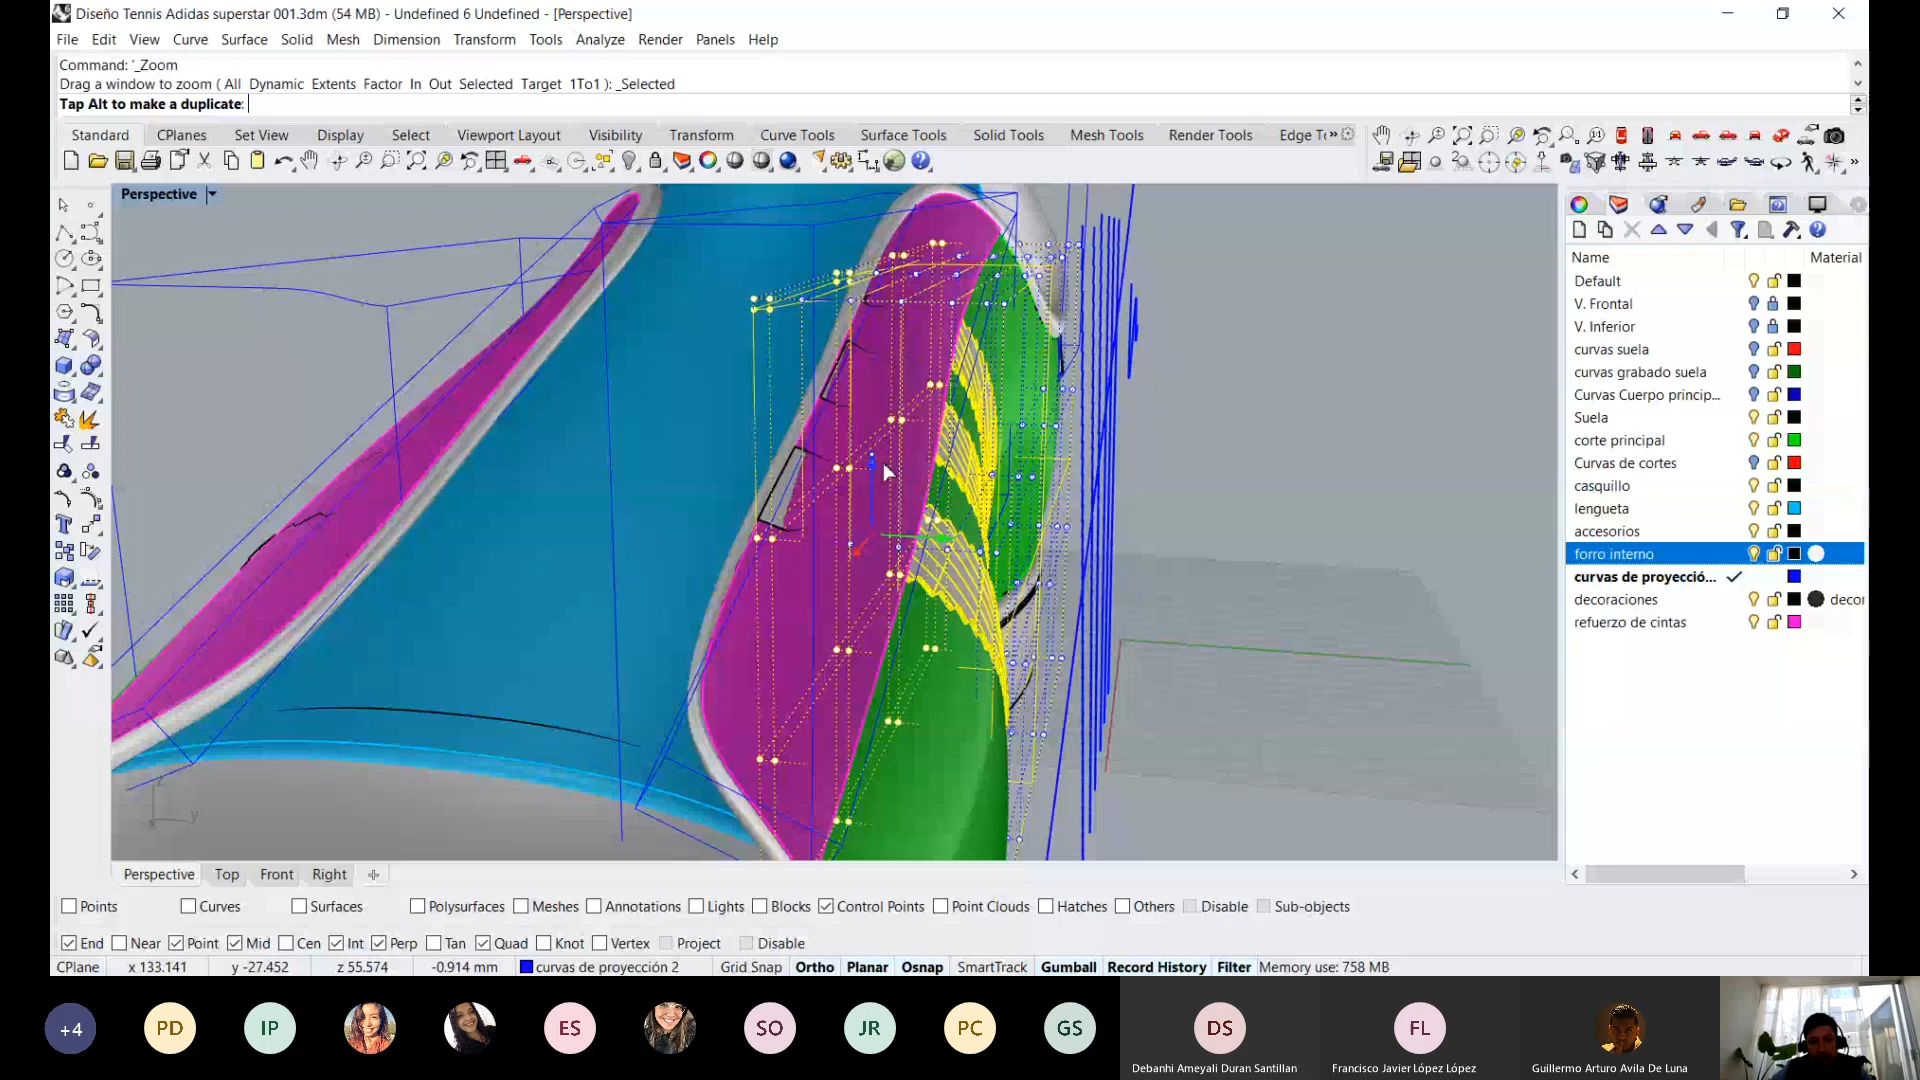 Diseño Tennis Adidas superstar 001.3dm (54 MB) - Undefined 6 Undefined - [Perspective]
File Edit View Curve Surface Solid Mesh Dimension Transform Tools Analyze Render Panels Help
Command: '_Zoom
Drag a window to zoom ( All Dynamic Extents Factor In Out Selected Target 1To1 ): _Selected
Tap Alt to make a duplicate:
Standard CPlanes Set View Display Select Viewport Layout Visibility Transform Curve Tools Surface Tools Solid Tools Mesh Tools Render Tools Edge T
Perspective
Name Material
Default
V. Frontal
V. Inferior
curvas suela
curvas grabado suela
Curvas Cuerpo princip...
Suela
corte principal
Curvas de cortes
casquillo
lengueta
accesorios
forro interno
curvas de proyecció...
decoraciones decor
refuerzo de cintas
z
y
x
Perspective Top Front Right
Points Curves Surfaces Polysurfaces Meshes Annotations Lights Blocks Control Points Point Clouds Hatches Others Disable Sub-objects
End Near Point Mid Cen Int Perp Tan Quad Knot Vertex Project Disable
CPlane x 133.141 y -27.452 z 55.574 -0.914 mm curvas de proyección 2 Grid Snap Ortho Planar Osnap SmartTrack Gumball Record History Filter Memory use: 758 MB
+4 PD IP ES SO JR PC GS DS FL
Debanhi Ameyali Duran Santillan Francisco Javier López López Guillermo Arturo Avila De Luna